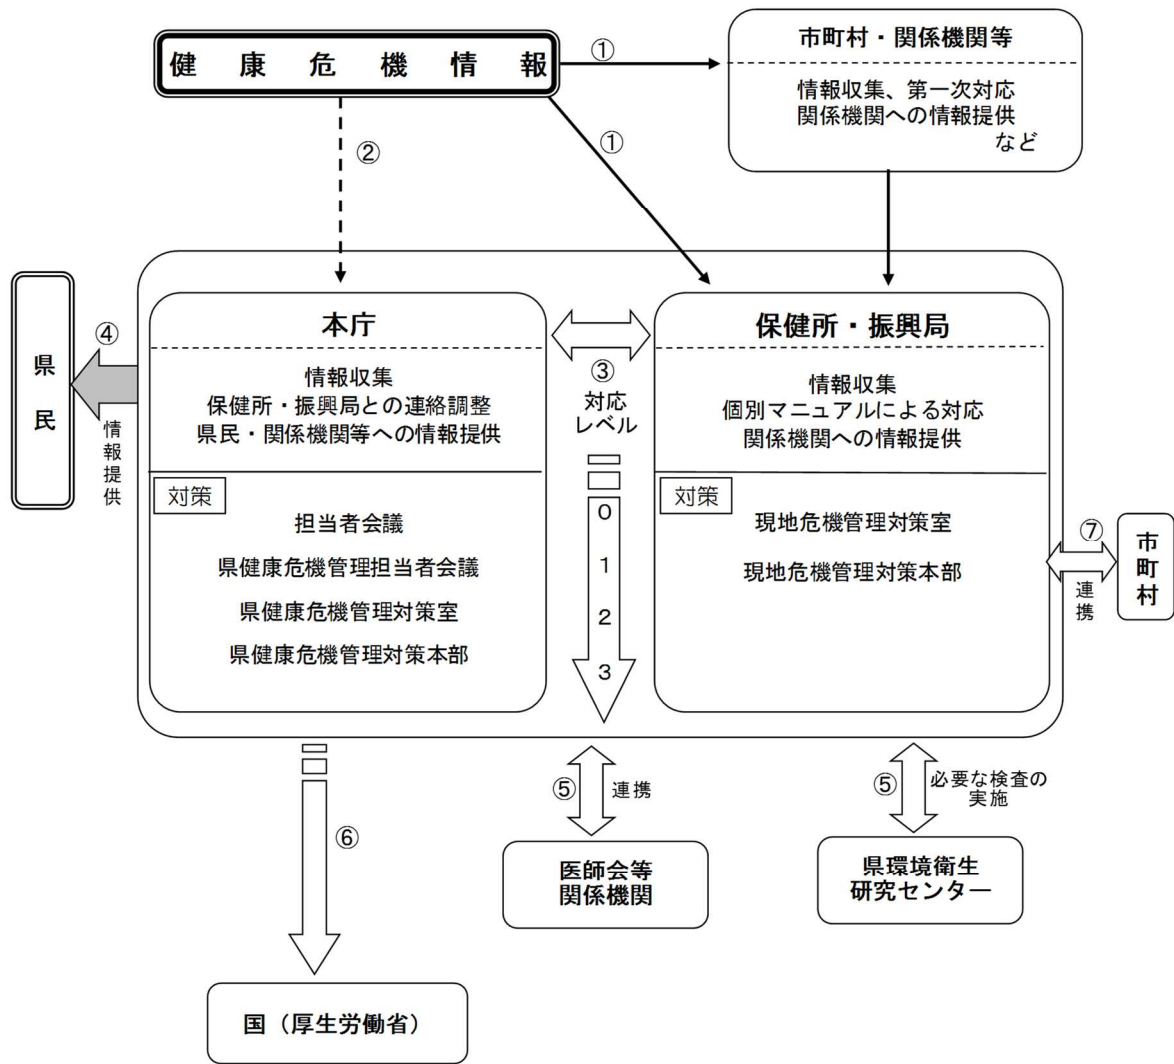 健康危機情報
①
市町村・関係機関等
情報収集、第一次対応
関係機関への情報提供
など
②
①
県民
④
情報提供
本庁
情報収集
保健所・振興局との連絡調整
県民・関係機関等への情報提供
対策
担当者会議
県健康危機管理担当者会議
県健康危機管理対策室
県健康危機管理対策本部
③
対応
レベル
0
1
2
3
保健所・振興局
情報収集
個別マニュアルによる対応
関係機関への情報提供
対策
現地危機管理対策室
現地危機管理対策本部
⑦
連携
市町村
⑥
⑤
連携
⑤
必要な検査の
実施
医師会等
関係機関
県環境衛生
研究センター
国（厚生労働省）